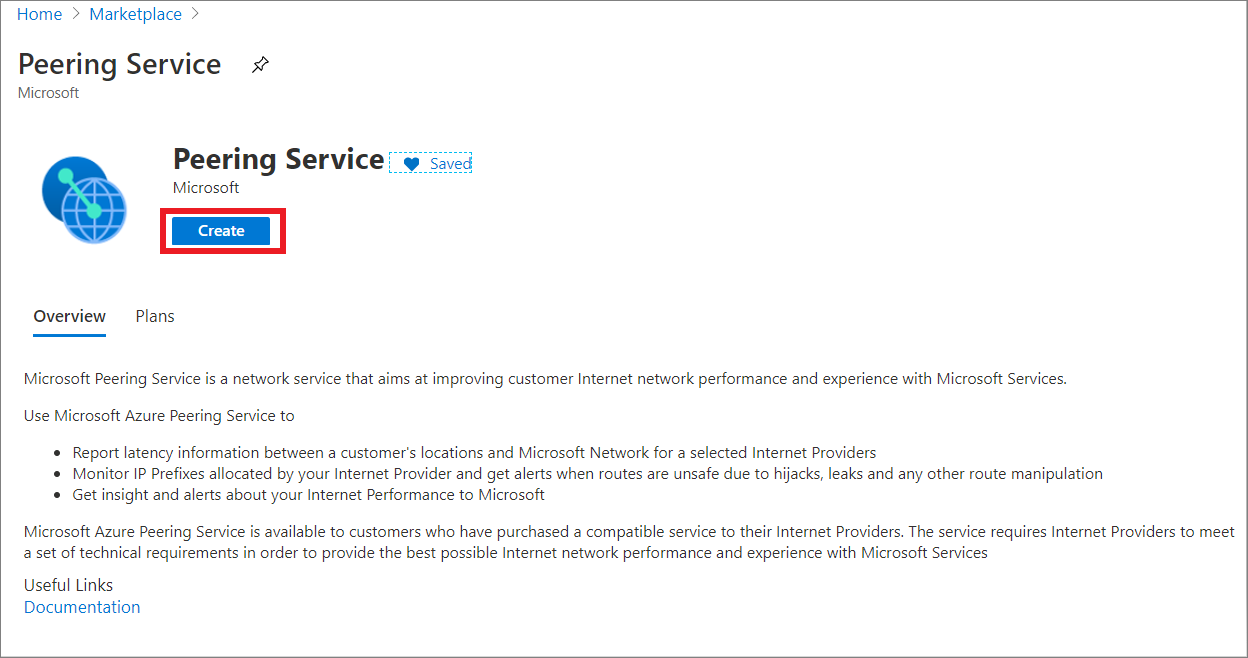 Home > Marketplace >
Peering Service
Microsoft
Peering Service Saved
Microsoft
Create
Overview Plans
Microsoft Peering Service is a network service that aims at improving customer Internet network performance and experience with Microsoft Services.
Use Microsoft Azure Peering Service to
• Report latency information between a customer's locations and Microsoft Network for a selected Internet Providers
• Monitor IP Prefixes allocated by your Internet Provider and get alerts when routes are unsafe due to hijacks, leaks and any other route manipulation
• Get insight and alerts about your Internet Performance to Microsoft
Microsoft Azure Peering Service is available to customers who have purchased a compatible service to their Internet Providers. The service requires Internet Providers to meet
a set of technical requirements in order to provide the best possible Internet network performance and experience with Microsoft Services
Useful Links
Documentation